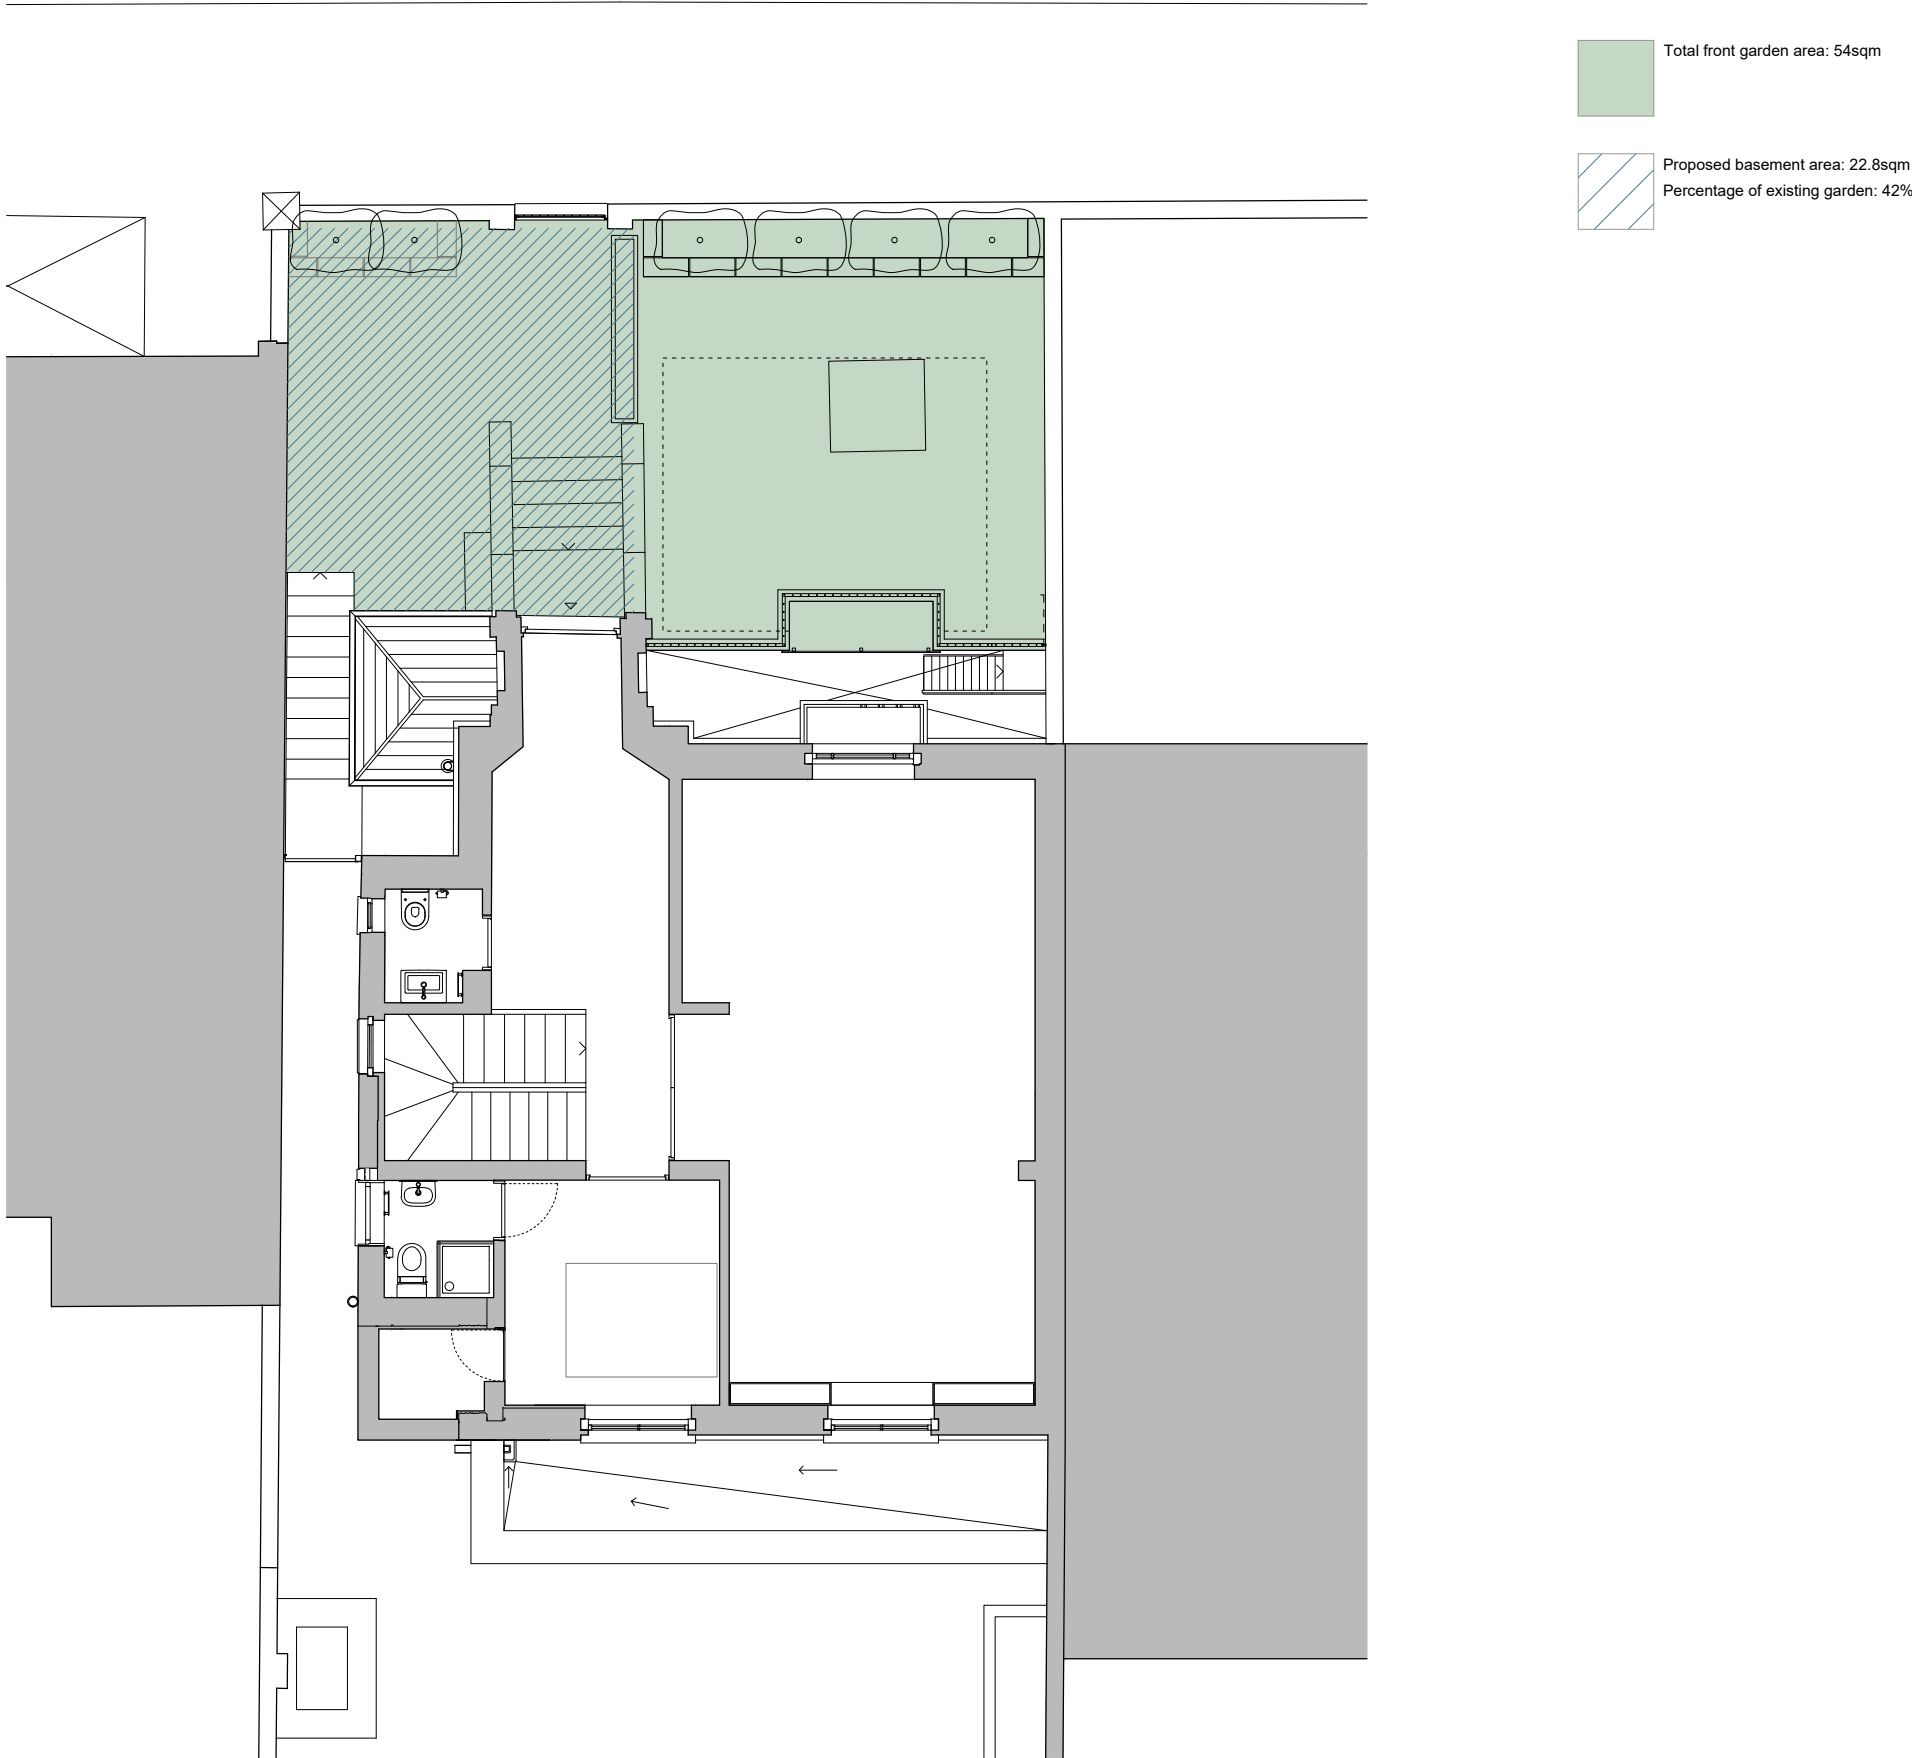 Total front garden area: 54sqm
Proposed basement area: 22.8sqm
Percentage of existing garden: 42%